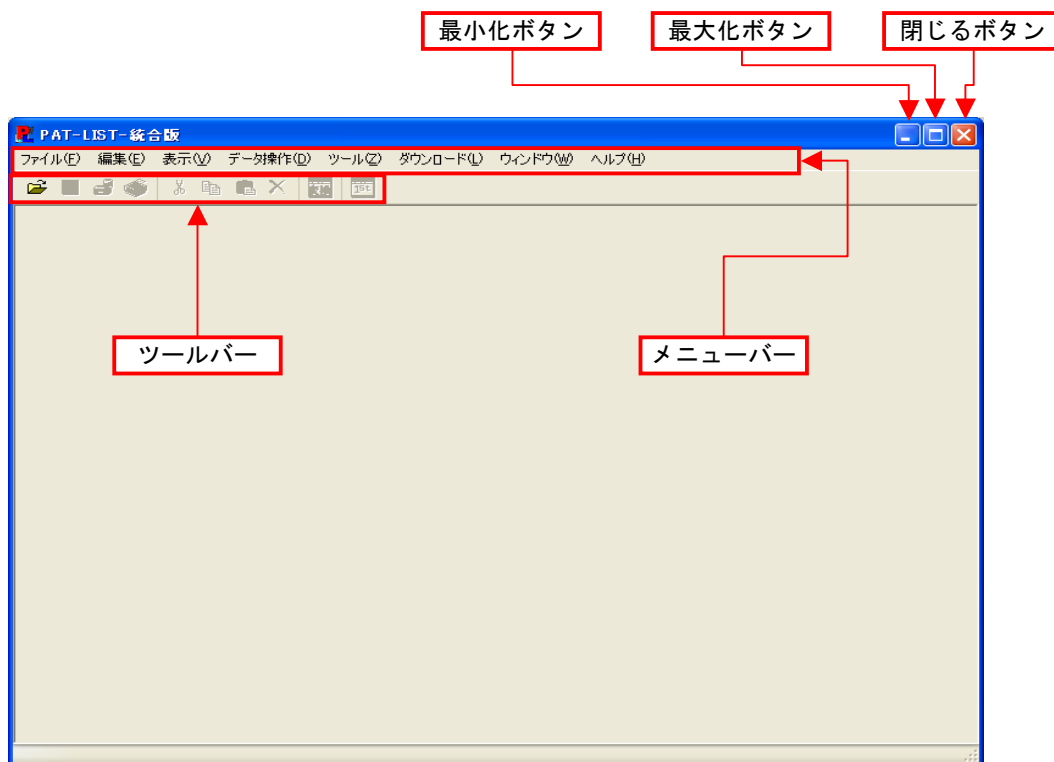 最小化ボタン 最大化ボタン 閉じるボタン
PAT-LIST-統合版
ファイル(F) 編集(E) 表示(V) データ操作(D) ツール(Z) ダウンロード(L) ウィンドウ(W) ヘルプ(H)
1st
ツールバー メニューバー